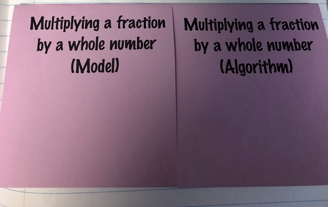 Multiplying a fraction
by a whole number
(Model)
Multiplying a fraction
by a whole number
(Algorithm)